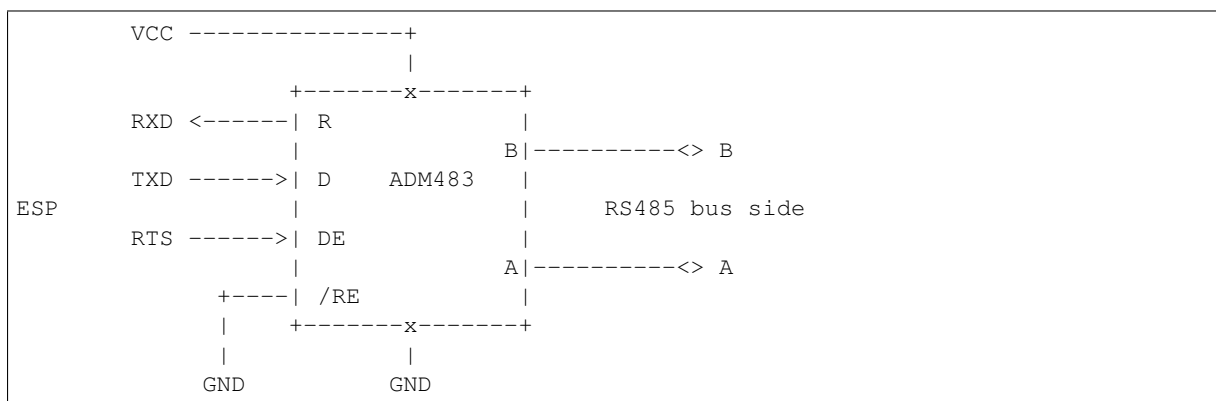 VCC ---------------+
|
+-------x-------+
RXD <------| R |
| B|----------<> B
TXD ------>| D ADM483 |
ESP | | RS485 bus side
RTS ------>| DE |
| A|----------<> A
+----| /RE |
| +-------x-------+
| |
GND GND